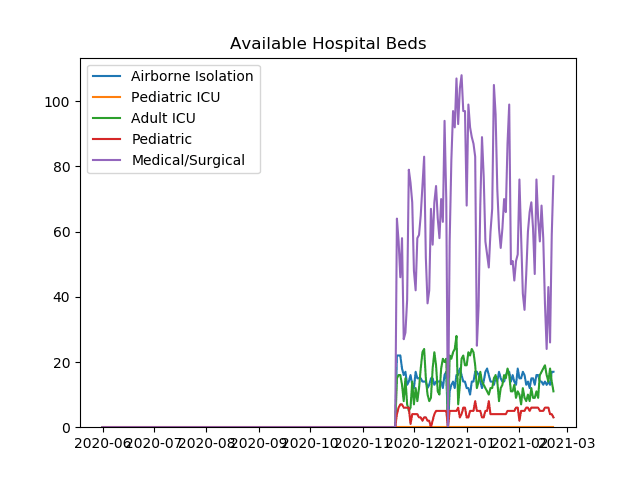 Available Hospital Beds
Airborne Isolation
Pediatric ICU
Adult ICU
Pediatric
Medical/Surgical
100
80
60
40
20
0
2020-06 2020-07 2020-08 2020-09 2020-10 2020-11 2020-12 2021-01 2021-02 2021-03